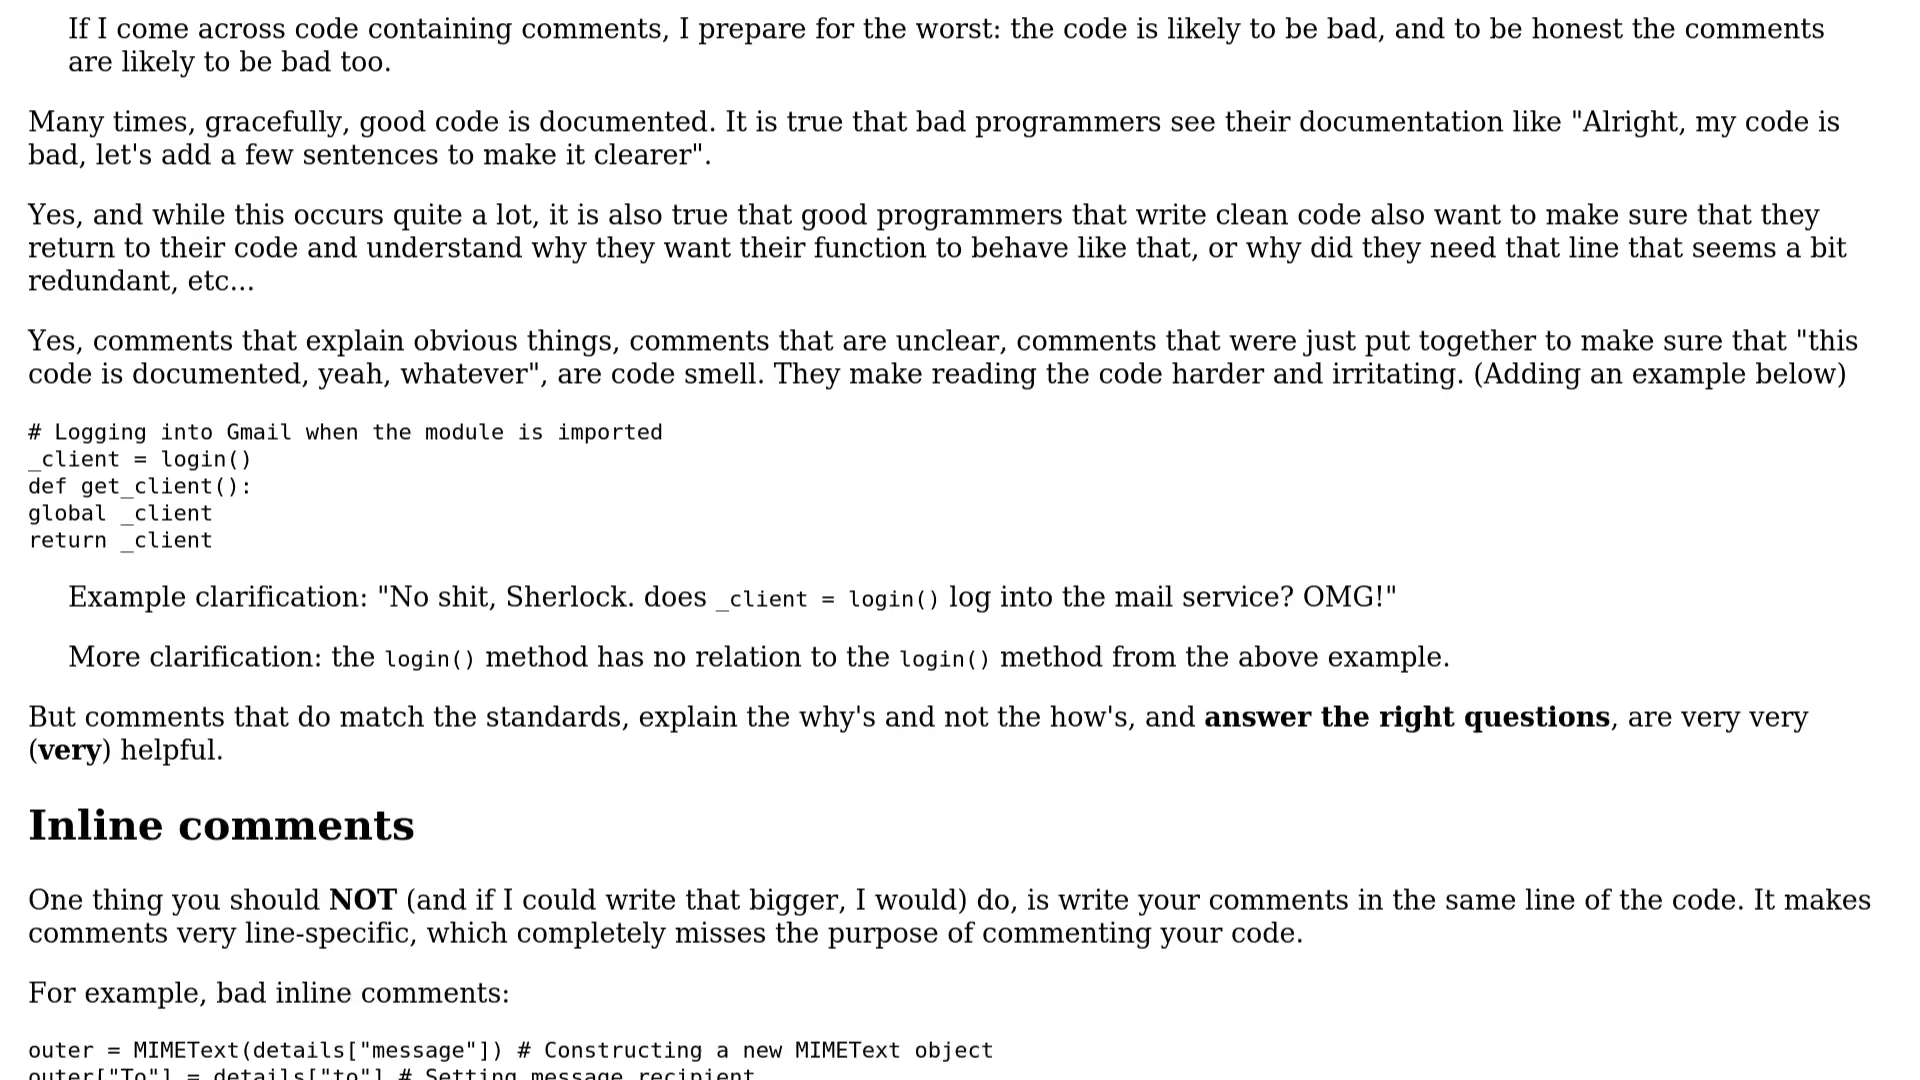 If I come across code containing comments, I prepare for the worst: the code is likely to be bad, and to be honest the comments
are likely to be bad too.
Many times, gracefully, good code is documented. It is true that bad programmers see their documentation like "Alright, my code is
bad, let's add a few sentences to make it clearer".
Yes, and while this occurs quite a lot, it is also true that good programmers that write clean code also want to make sure that they
return to their code and understand why they want their function to behave like that, or why did they need that line that seems a bit
redundant, etc...
Yes, comments that explain obvious things, comments that are unclear, comments that were just put together to make sure that "this
code is documented, yeah, whatever", are code smell. They make reading the code harder and irritating. (Adding an example below)
# Logging into Gmail when the module is imported
_client = login()
def get_client():
global _client
return _client
Example clarification: "No shit, Sherlock. does _client = login() log into the mail service? OMG!"
More clarification: the login() method has no relation to the login() method from the above example.
But comments that do match the standards, explain the why's and not the how's, and answer the right questions, are very very
(very) helpful.
Inline comments
One thing you should NOT (and if I could write that bigger, I would) do, is write your comments in the same line of the code. It makes
comments very line-specific, which completely misses the purpose of commenting your code.
For example, bad inline comments:
outer = MIMEText(details["message"]) # Constructing a new MIMEText object
outer["To"] = details["to"] # Setting message recipient